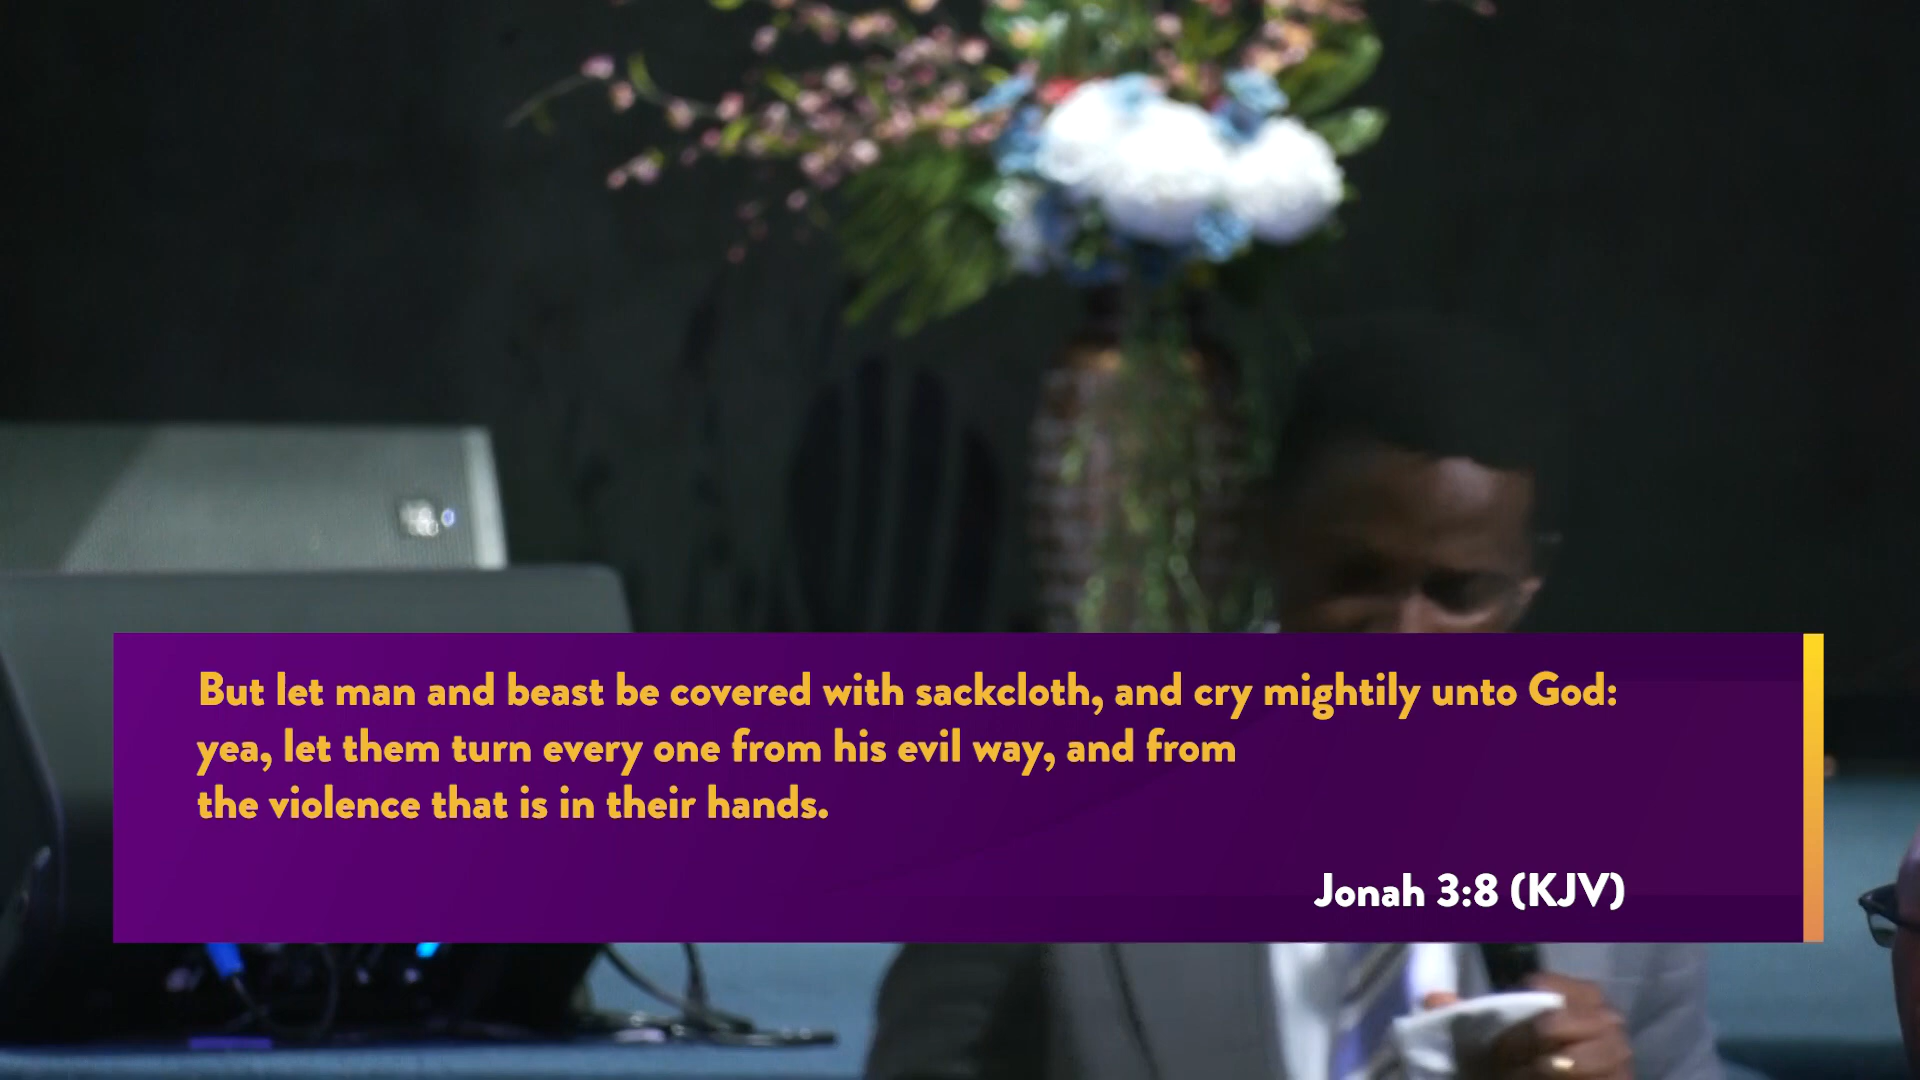 But let man and beast be covered with sackcloth, and cry mightily unto God:
yea, let them turn every one from his evil way, and from
the violence that is in their hands.
Jonah 3:8 (KJV)